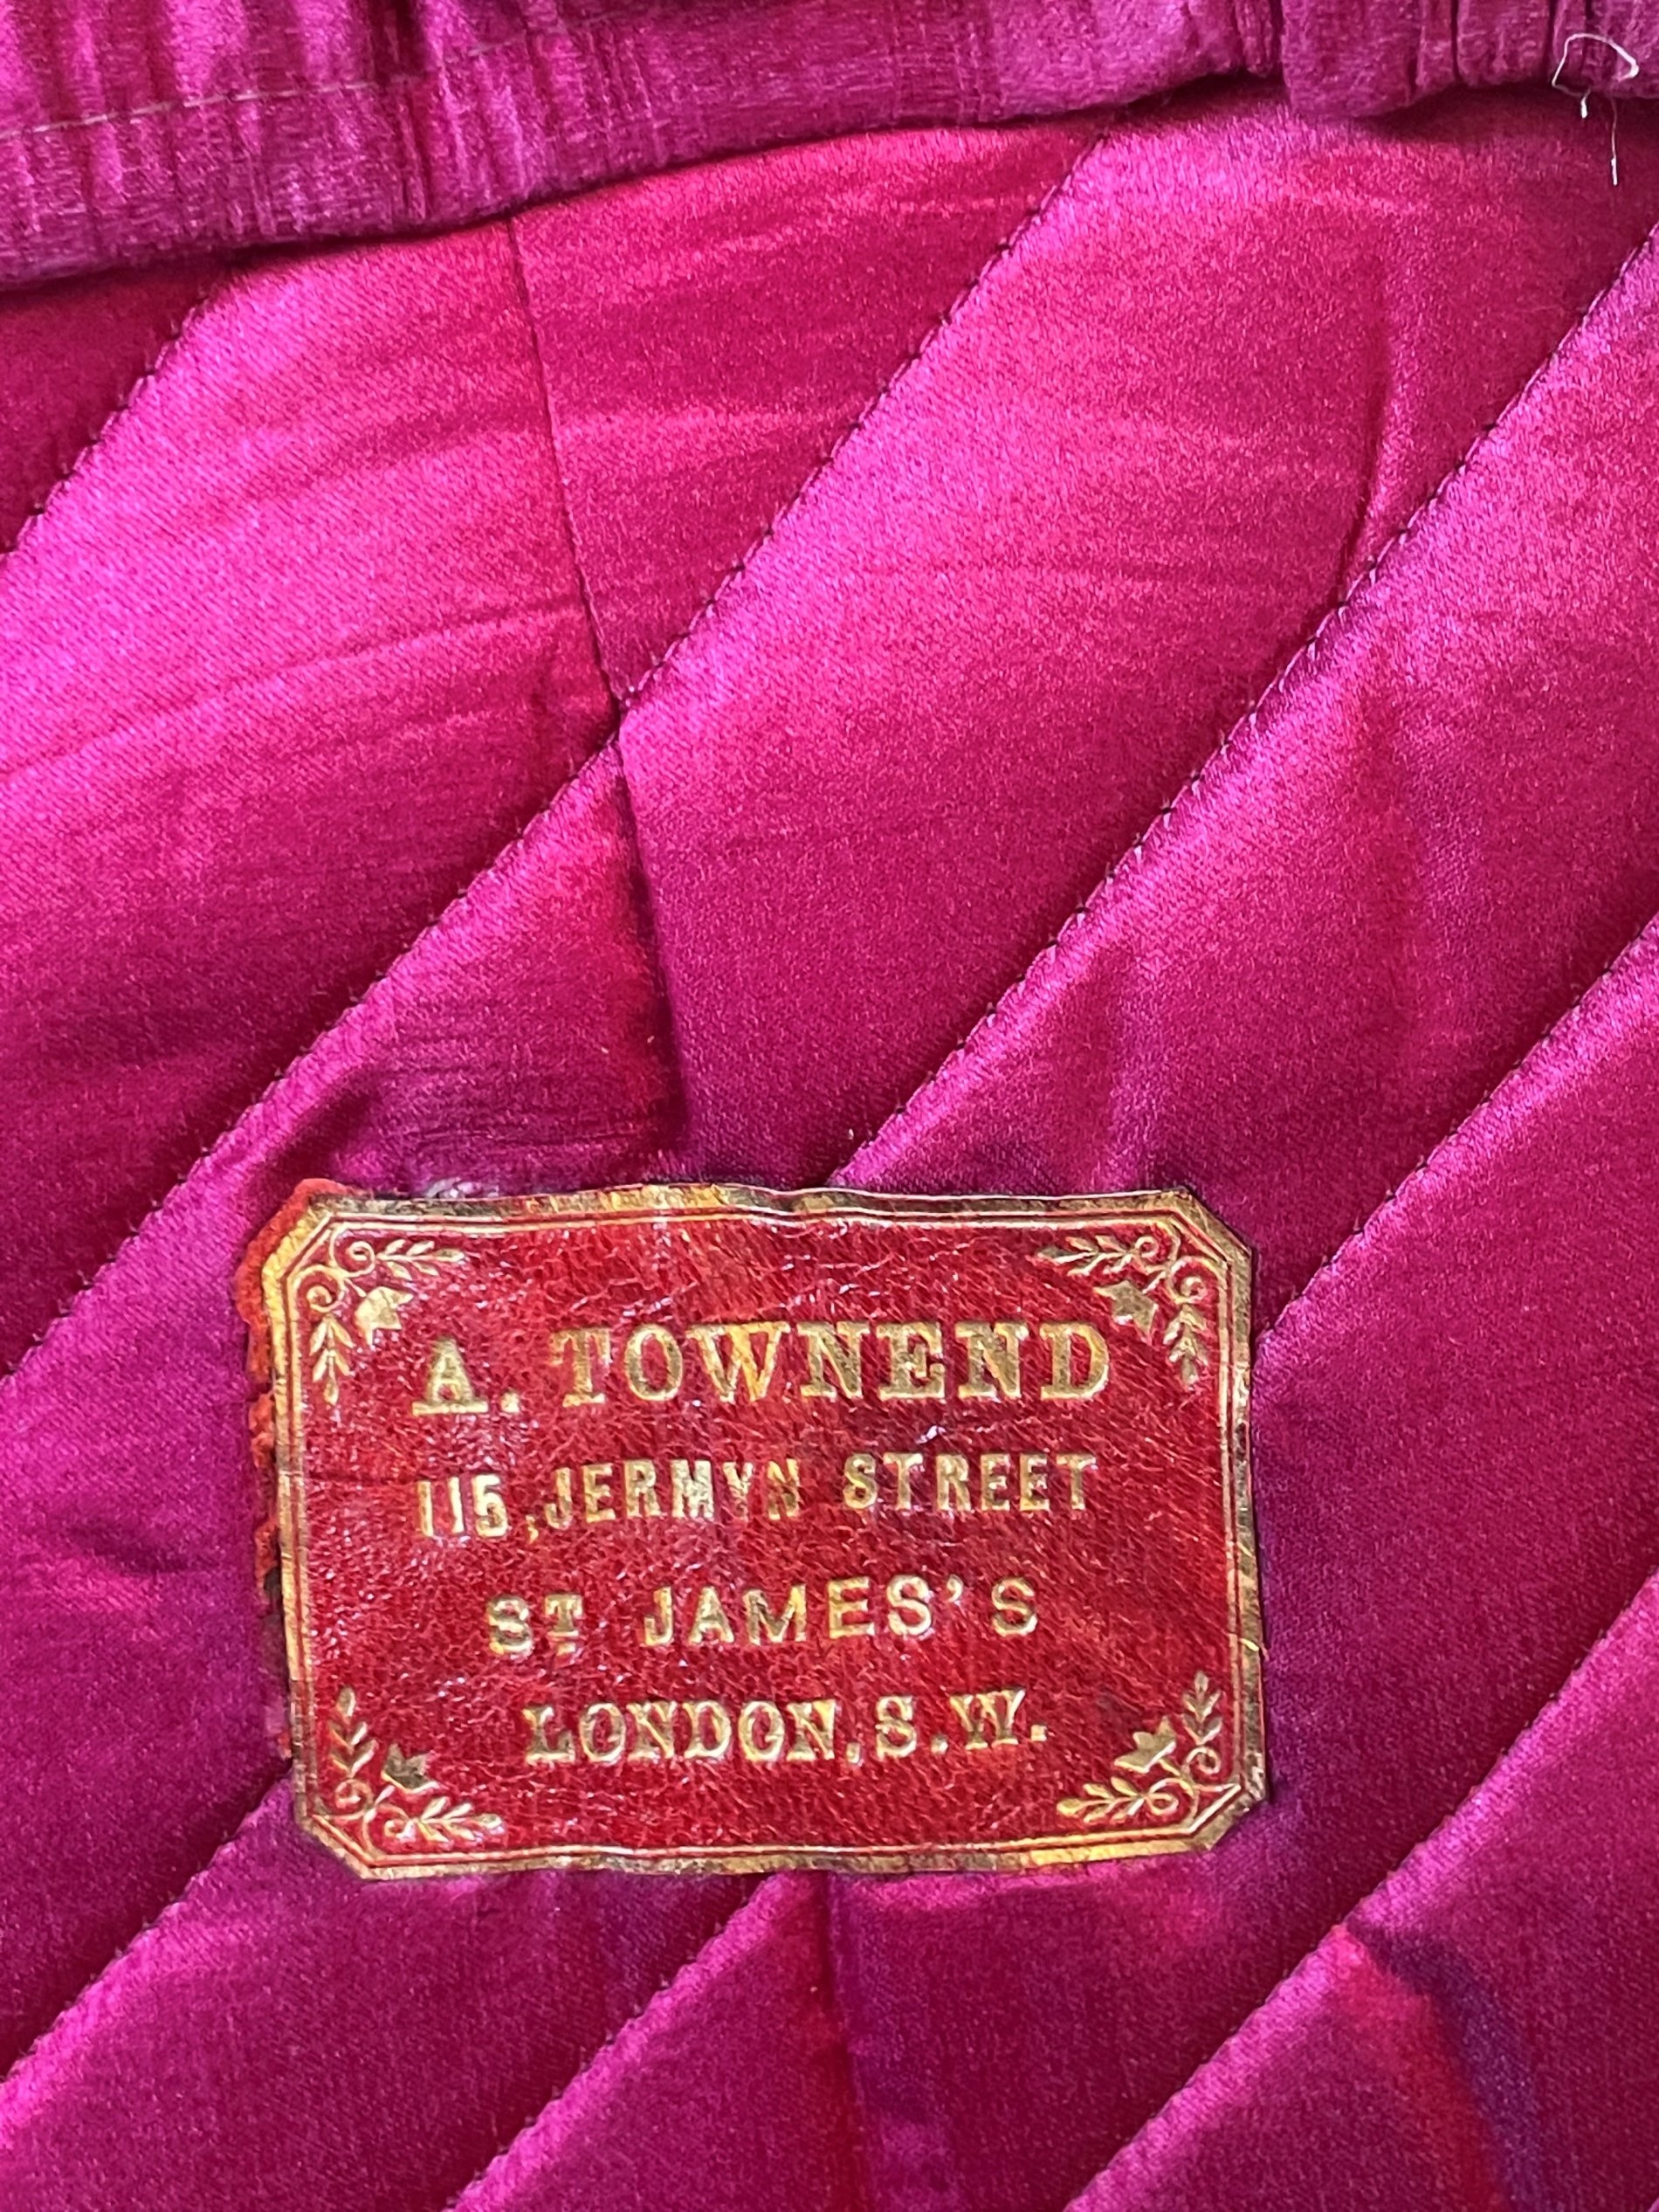 A. TOWNEND
115, JERMYN STREET
ST JAMES'S
LONDON, S.W.